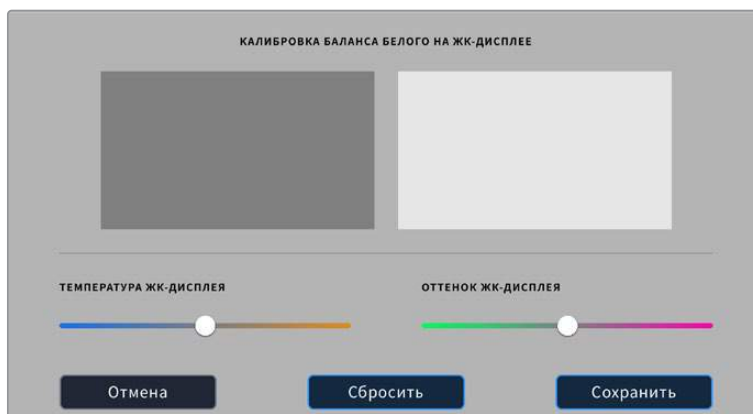 КАЛИБРОВКА БАЛАНСА БЕЛОГО НА ЖК-ДИСПЛЕЕ
ТЕМПЕРАТУРА ЖК-ДИСПЛЕЯ
ОТТЕНОК ЖК-ДИСПЛЕЯ
Отмена
Сбросить
Сохранить